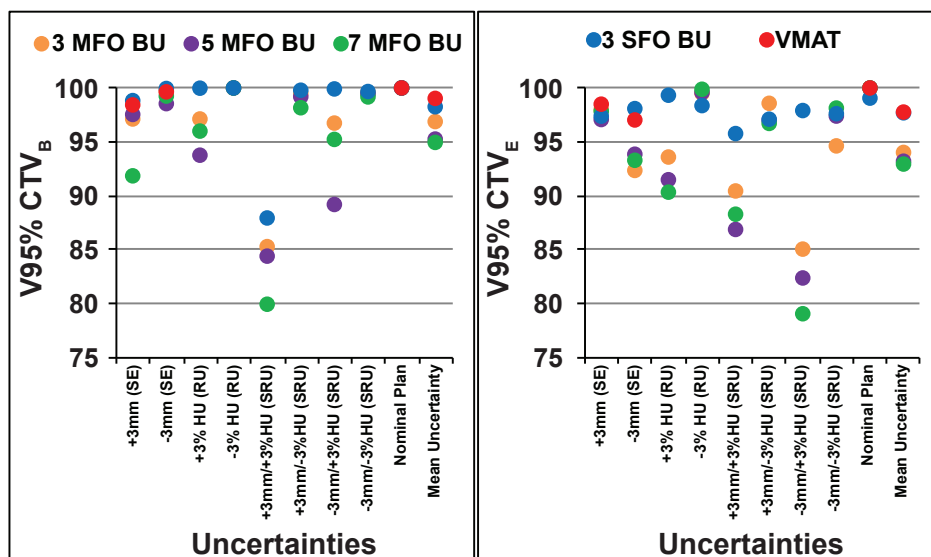 3 MFO BU 5 MFO BU 7 MFO BU
V95% CTVB
100
95
90
85
80
75
+3mm (SE)
-3mm (SE)
+3% HU (RU)
-3% HU (RU)
+3mm/+3%HU (SRU)
+3mm/-3%HU (SRU)
-3mm/+3%HU (SRU)
-3mm/-3%HU (SRU)
Nominal Plan
Mean Uncertainty
Uncertainties
3 SFO BU VMAT
V95% CTVE
100
95
90
85
80
75
+3mm (SE)
-3mm (SE)
+3% HU (RU)
-3% HU (RU)
+3mm/+3%HU (SRU)
+3mm/-3%HU (SRU)
-3mm/+3%HU (SRU)
-3mm/-3%HU (SRU)
Nominal Plan
Mean Uncertainty
Uncertainties